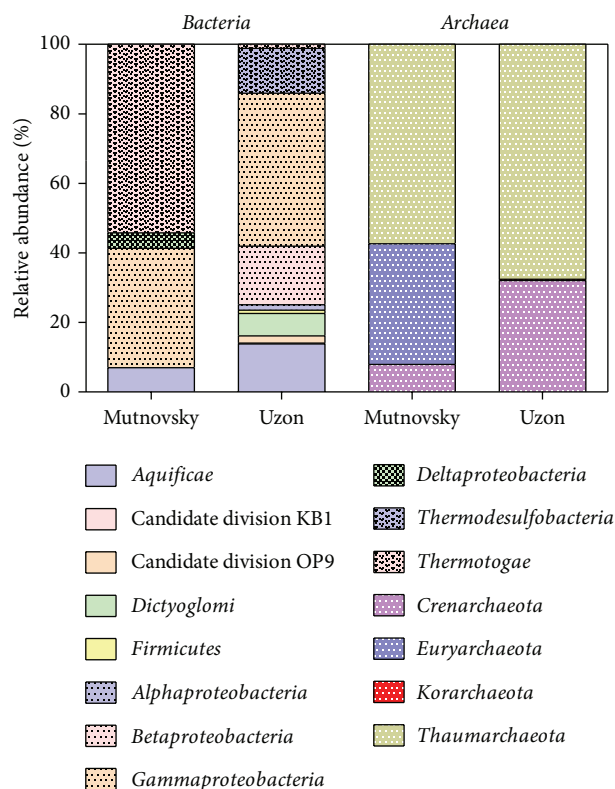 Bacteria Archaea
100
80
60
40
20
0
Relative abundance (%)
Mutnovsky Uzon Mutnovsky Uzon
Aquificae
Candidate division KB1
Candidate division OP9
Dictyoglomi
Firmicutes
Alphaproteobacteria
Betaproteobacteria
Gammaproteobacteria
Deltaproteobacteria
Thermodesulfobacteria
Thermotogae
Crenarchaeota
Euryarchaeota
Korarchaeota
Thaumarchaeota